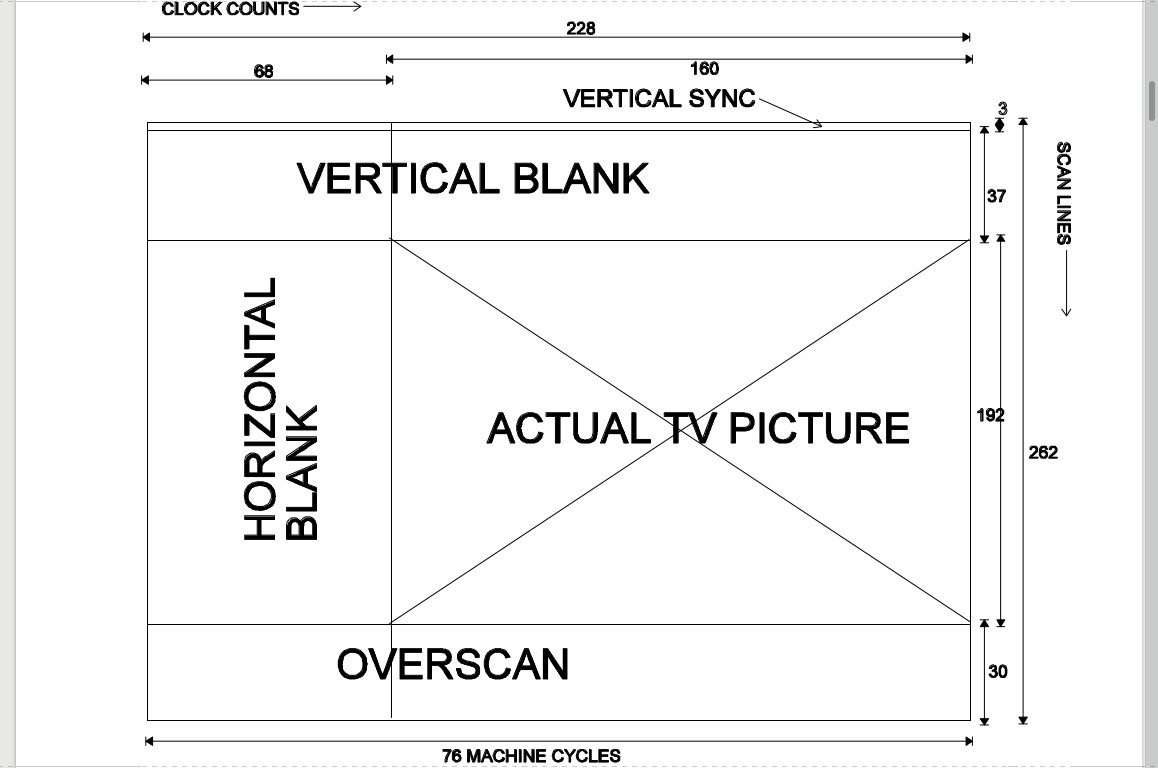 CLOCK COUNTS
228
160
68
VERTICAL SYNC
3
VERTICAL BLANK
37
SCAN LINES
HORIZONTAL
BLANK
ACTUAL TV PICTURE
192
262
OVERSCAN
30
76 MACHINE CYCLES